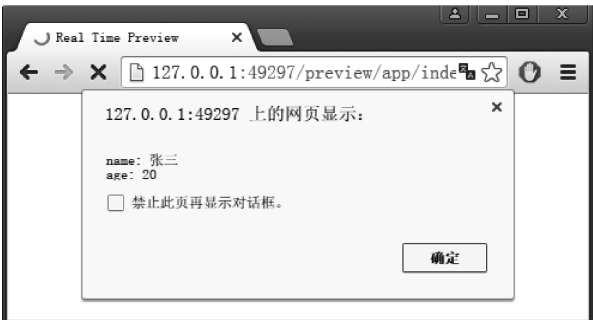 Real Time Preview
127.0.0.1:49297/preview/app/inde
127.0.0.1:49297 上的网页显示:
name: 张三
age: 20
禁止此页再显示对话框。
确定